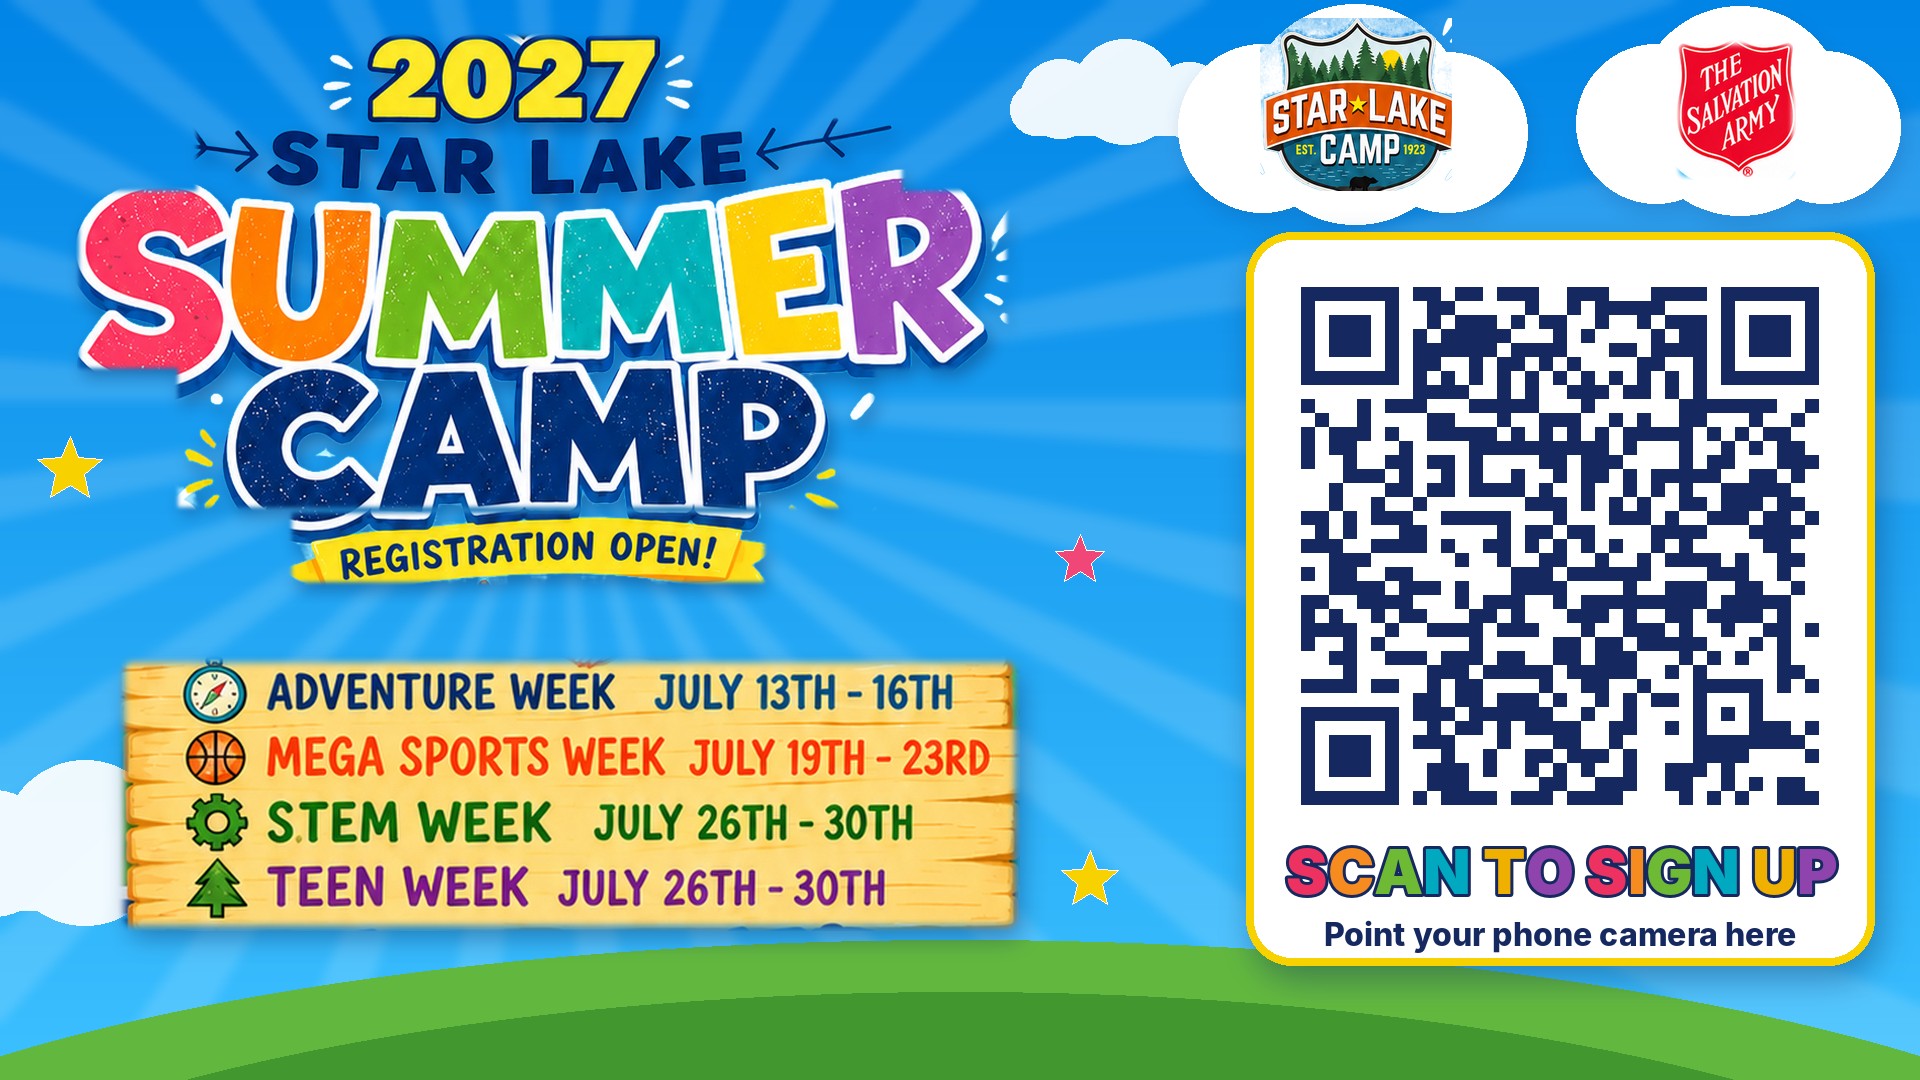 2027
STAR LAKE
SUMMER
CAMP
REGISTRATION OPEN!
ADVENTURE WEEK JULY 13TH - 16TH
MEGA SPORTS WEEK JULY 19TH - 23RD
STEM WEEK JULY 26TH - 30TH
TEEN WEEK JULY 26TH - 30TH
STAR LAKE
EST. CAMP 1923
THE
SALVATION
ARMY
®
SCAN TO SIGN UP
Point your phone camera here